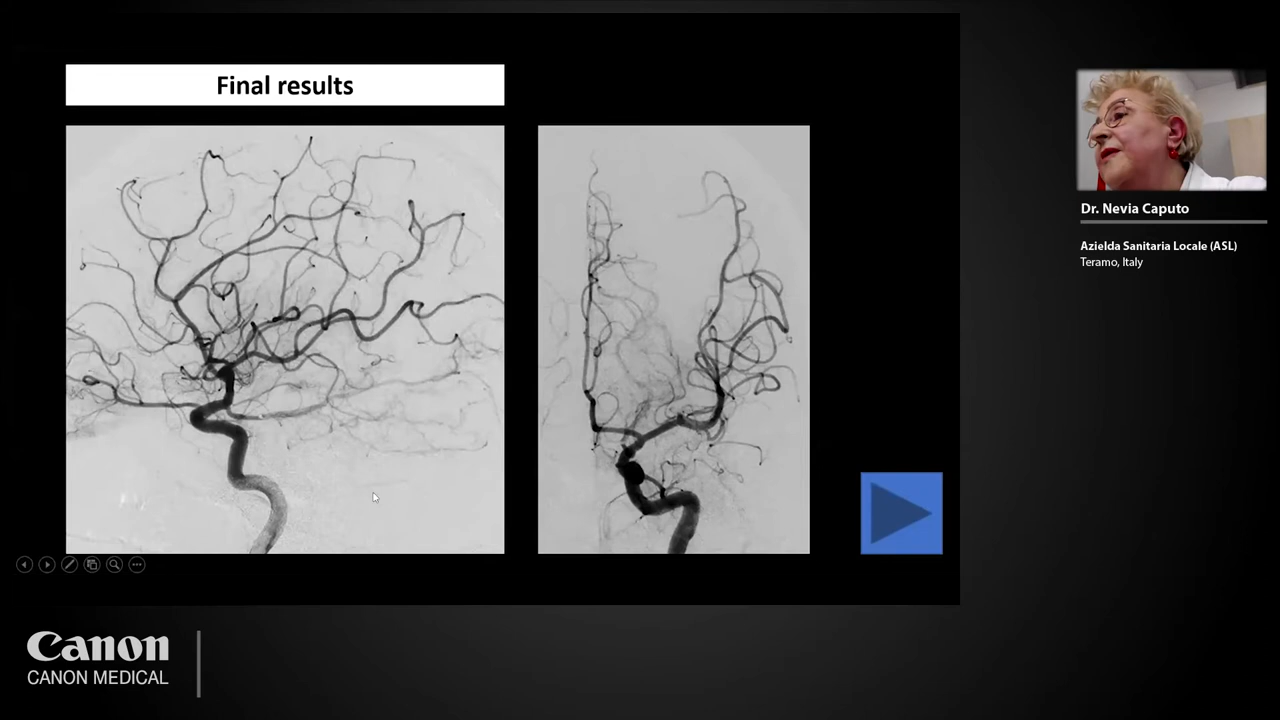 Final results
Dr. Nevia Caputo
Azielda Sanitaria Locale (ASL)
Teramo, Italy
Canon
CANON MEDICAL